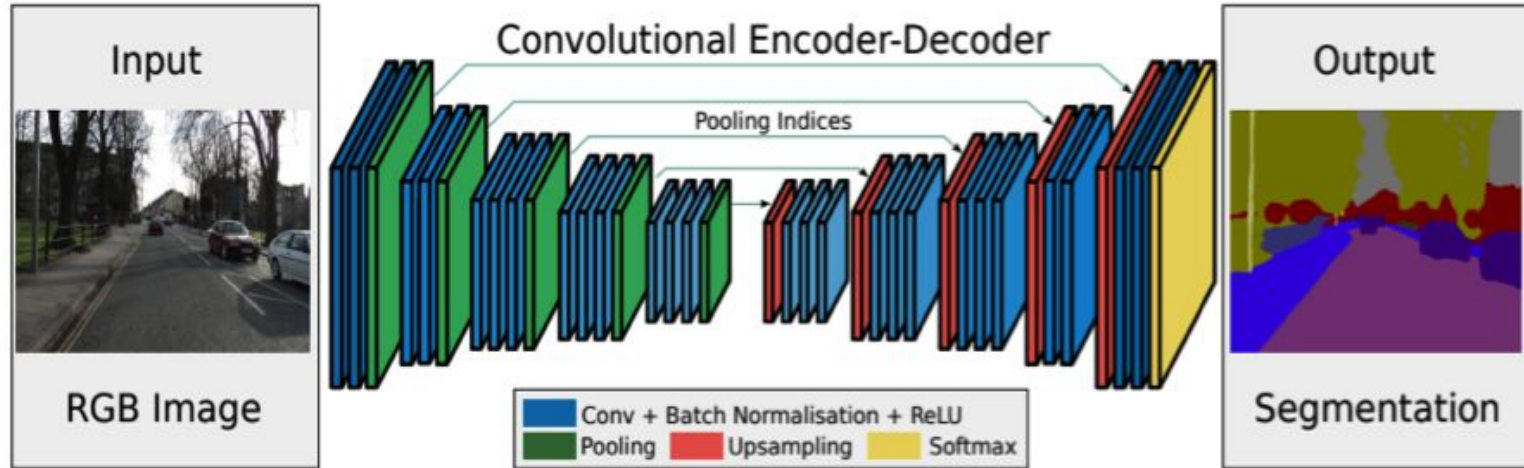 Input
RGB Image
Convolutional Encoder-Decoder
Pooling Indices
Conv + Batch Normalisation + ReLU
Pooling Upsampling Softmax
Output
Segmentation